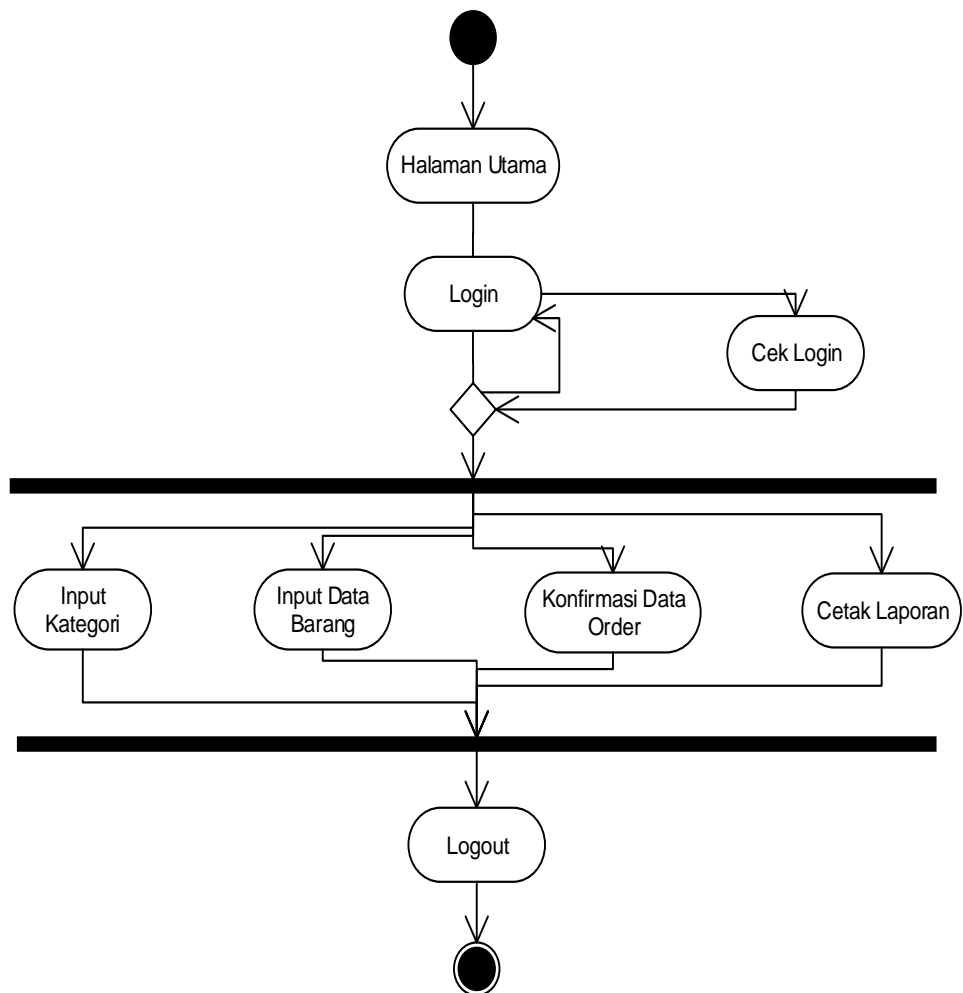 Halaman Utama
Login
Cek Login
Input
Kategori
Input Data
Barang
Konfirmasi Data
Order
Cetak Laporan
Logout